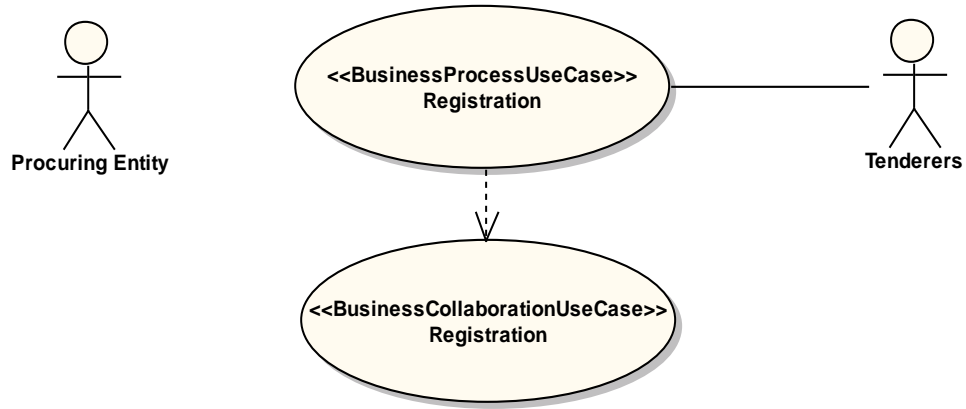 <<BusinessProcessUseCase>>
Registration
Procuring Entity
Tenderers
<<BusinessCollaborationUseCase>>
Registration